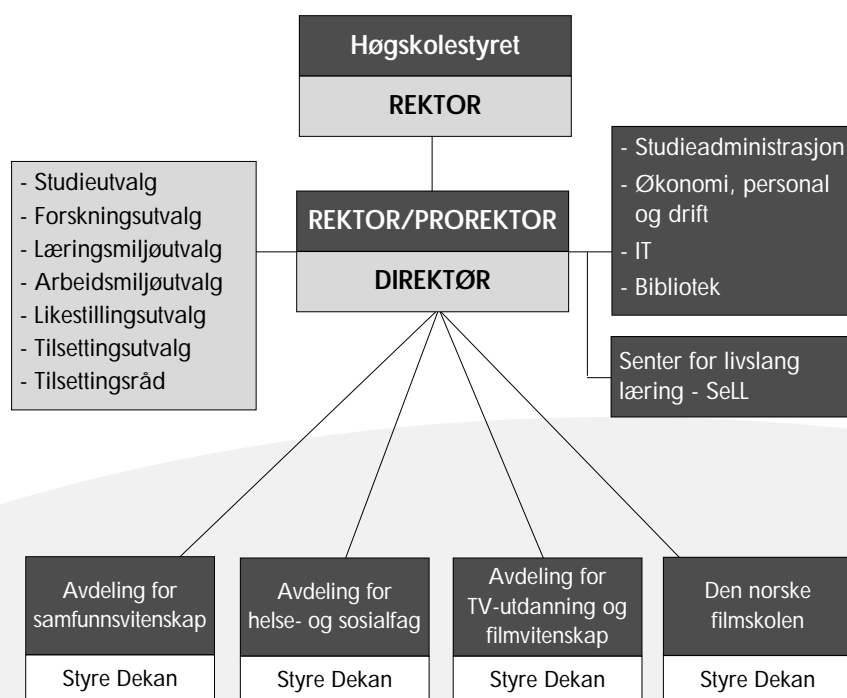 Høgskolestyret
REKTOR
- Studieutvalg
- Forskningsutvalg
- Læringsmiljøutvalg
- Arbeidsmiljøutvalg
- Likestillingsutvalg
- Tilsettingsutvalg
- Tilsettingsråd
REKTOR/PROREKTOR
DIREKTØR
- Studieadministrasjon
- Økonomi, personal
og drift
- IT
- Bibliotek
Senter for livslang
læring - SeLL
Avdeling for
samfunnsvitenskap
Styre Dekan
Avdeling for
helse- og sosialfag
Styre Dekan
Avdeling for
TV-utdanning og
filmvitenskap
Styre Dekan
Den norske
filmskolen
Styre Dekan